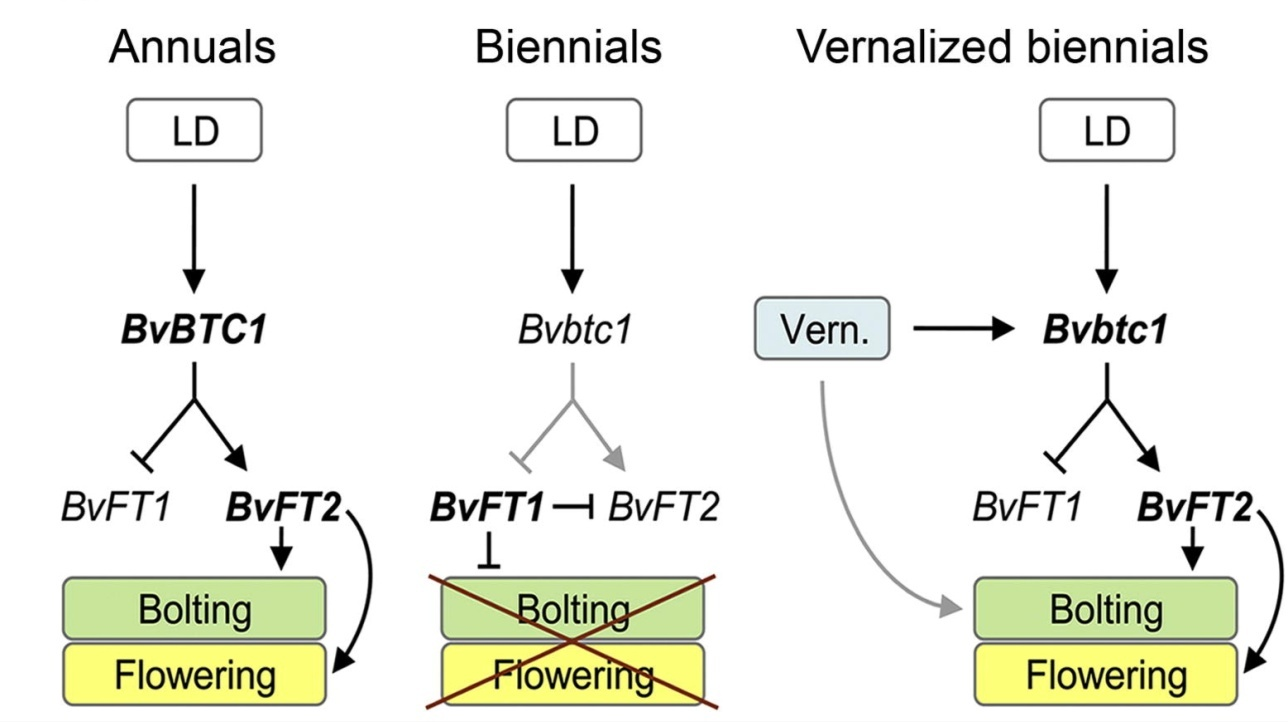 Annuals
Biennials
Vernalized biennials
LD
LD
LD
BvBTC1
Bvbtc1
Vern.
Bvbtc1
BvFT1
BvFT2
BvFT1
BvFT2
BvFT1
BvFT2
Bolting
Bolting
Bolting
Flowering
Flowering
Flowering